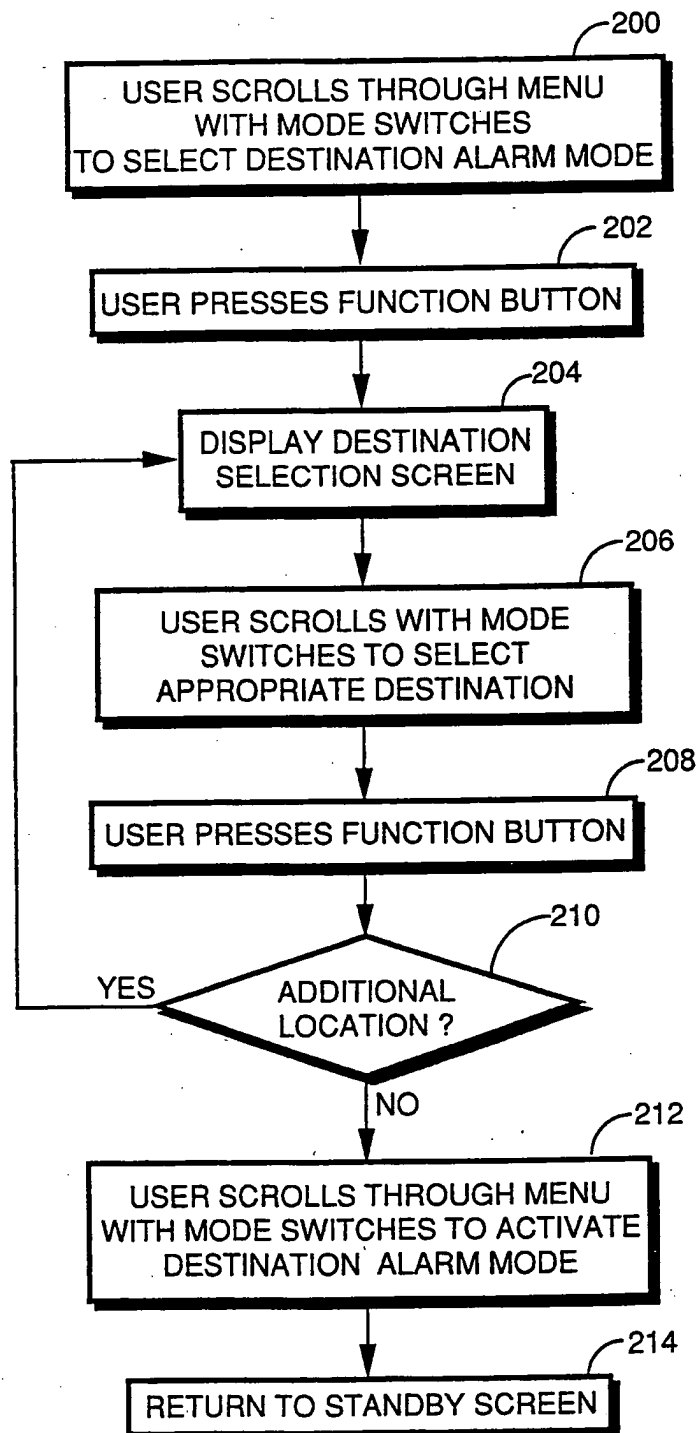 200
USER SCROLLS THROUGH MENU
WITH MODE SWITCHES
TO SELECT DESTINATION ALARM MODE
202
USER PRESSES FUNCTION BUTTON
204
DISPLAY DESTINATION
SELECTION SCREEN
206
USER SCROLLS WITH MODE
SWITCHES TO SELECT
APPROPRIATE DESTINATION
208
USER PRESSES FUNCTION BUTTON
210
YES
ADDITIONAL
LOCATION ?
NO
212
USER SCROLLS THROUGH MENU
WITH MODE SWITCHES TO ACTIVATE
DESTINATION ALARM MODE
214
RETURN TO STANDBY SCREEN